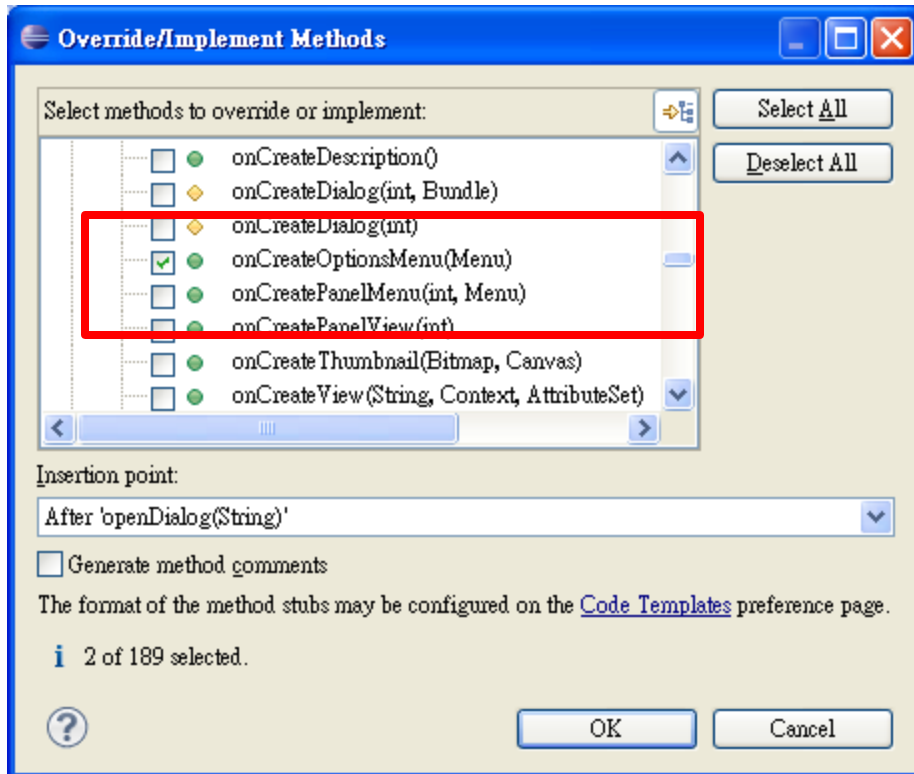 Override/Implement Methods
Select methods to override or implement:
Select All
Deselect All
onCreateDescription()
onCreateDialog(int, Bundle)
onCreateDialog(int)
onCreateOptionsMenu(Menu)
onCreatePanelMenu(int, Menu)
onCreatePanelView(int)
onCreateThumbnail(Bitmap, Canvas)
onCreateView(String, Context, AttributeSet)
Insertion point:
After 'openDialog(String)'
Generate method comments
The format of the method stubs may be configured on the Code Templates preference page.
i 2 of 189 selected.
? OK Cancel